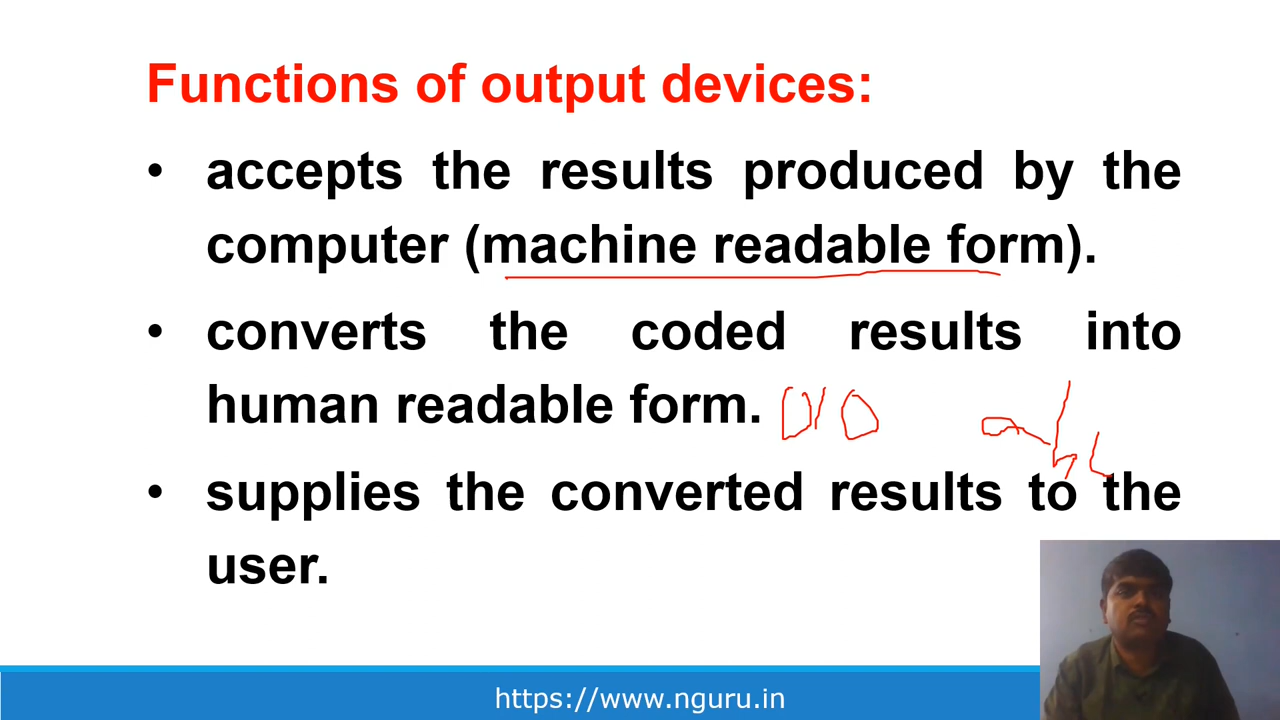 Functions of output devices:
• accepts the results produced by the
computer (machine readable form).
• converts the coded results into
human readable form. 010
• supplies the converted results to the
user.
https://www.nguru.in